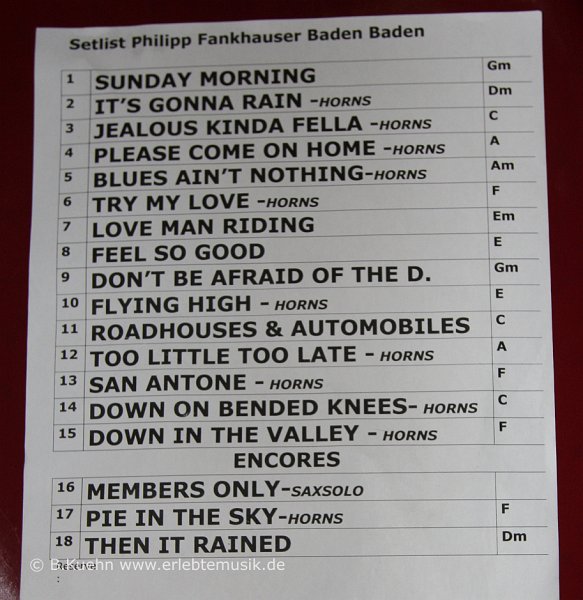 Setlist Philipp Fankhauser Baden Baden
1 SUNDAY MORNING Gm
2 IT'S GONNA RAIN -HORNS Dm
3 JEALOUS KINDA FELLA -HORNS C
4 PLEASE COME ON HOME -HORNS A
5 BLUES AIN'T NOTHING-HORNS Am
6 TRY MY LOVE -HORNS F
7 LOVE MAN RIDING Em
8 FEEL SO GOOD E
9 DON'T BE AFRAID OF THE D. Gm
10 FLYING HIGH - HORNS E
11 ROADHOUSES & AUTOMOBILES C
12 TOO LITTLE TOO LATE - HORNS A
13 SAN ANTONE - HORNS F
14 DOWN ON BENDED KNEES- HORNS C
15 DOWN IN THE VALLEY - HORNS F
ENCORES
16 MEMBERS ONLY-SAXSOLO
17 PIE IN THE SKY-HORNS F
18 THEN IT RAINED Dm
Reserve
:
© B.Kuehn www.erlebtemusik.de